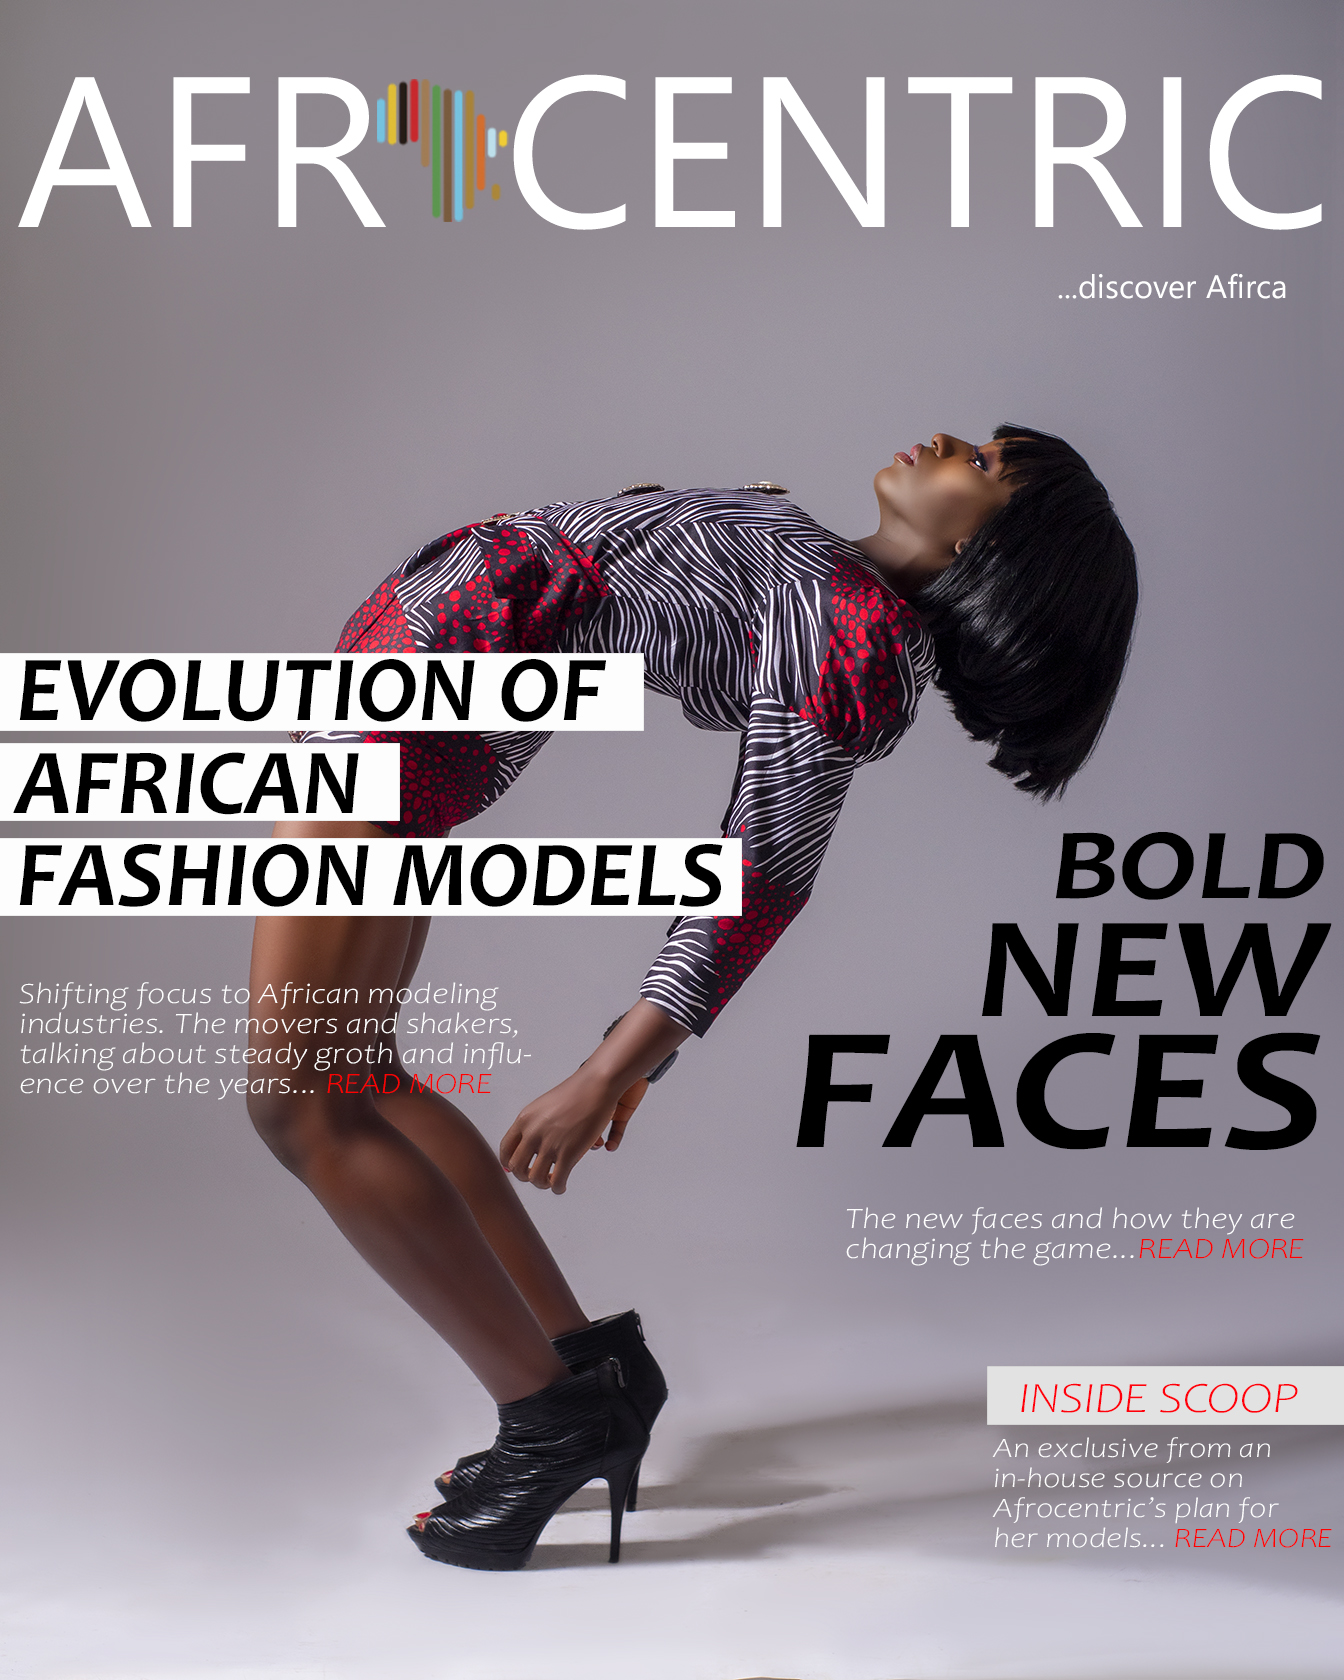 AFROCENTRIC
...discover Afirca
EVOLUTION OF
AFRICAN
FASHION MODELS
Shifting focus to African modeling
industries. The movers and shakers,
talking about steady groth and influ-
ence over the years... READ MORE
BOLD
NEW
FACES
The new faces and how they are
changing the game...READ MORE
INSIDE SCOOP
An exclusive from an
in-house source on
Afrocentric's plan for
her models... READ MORE